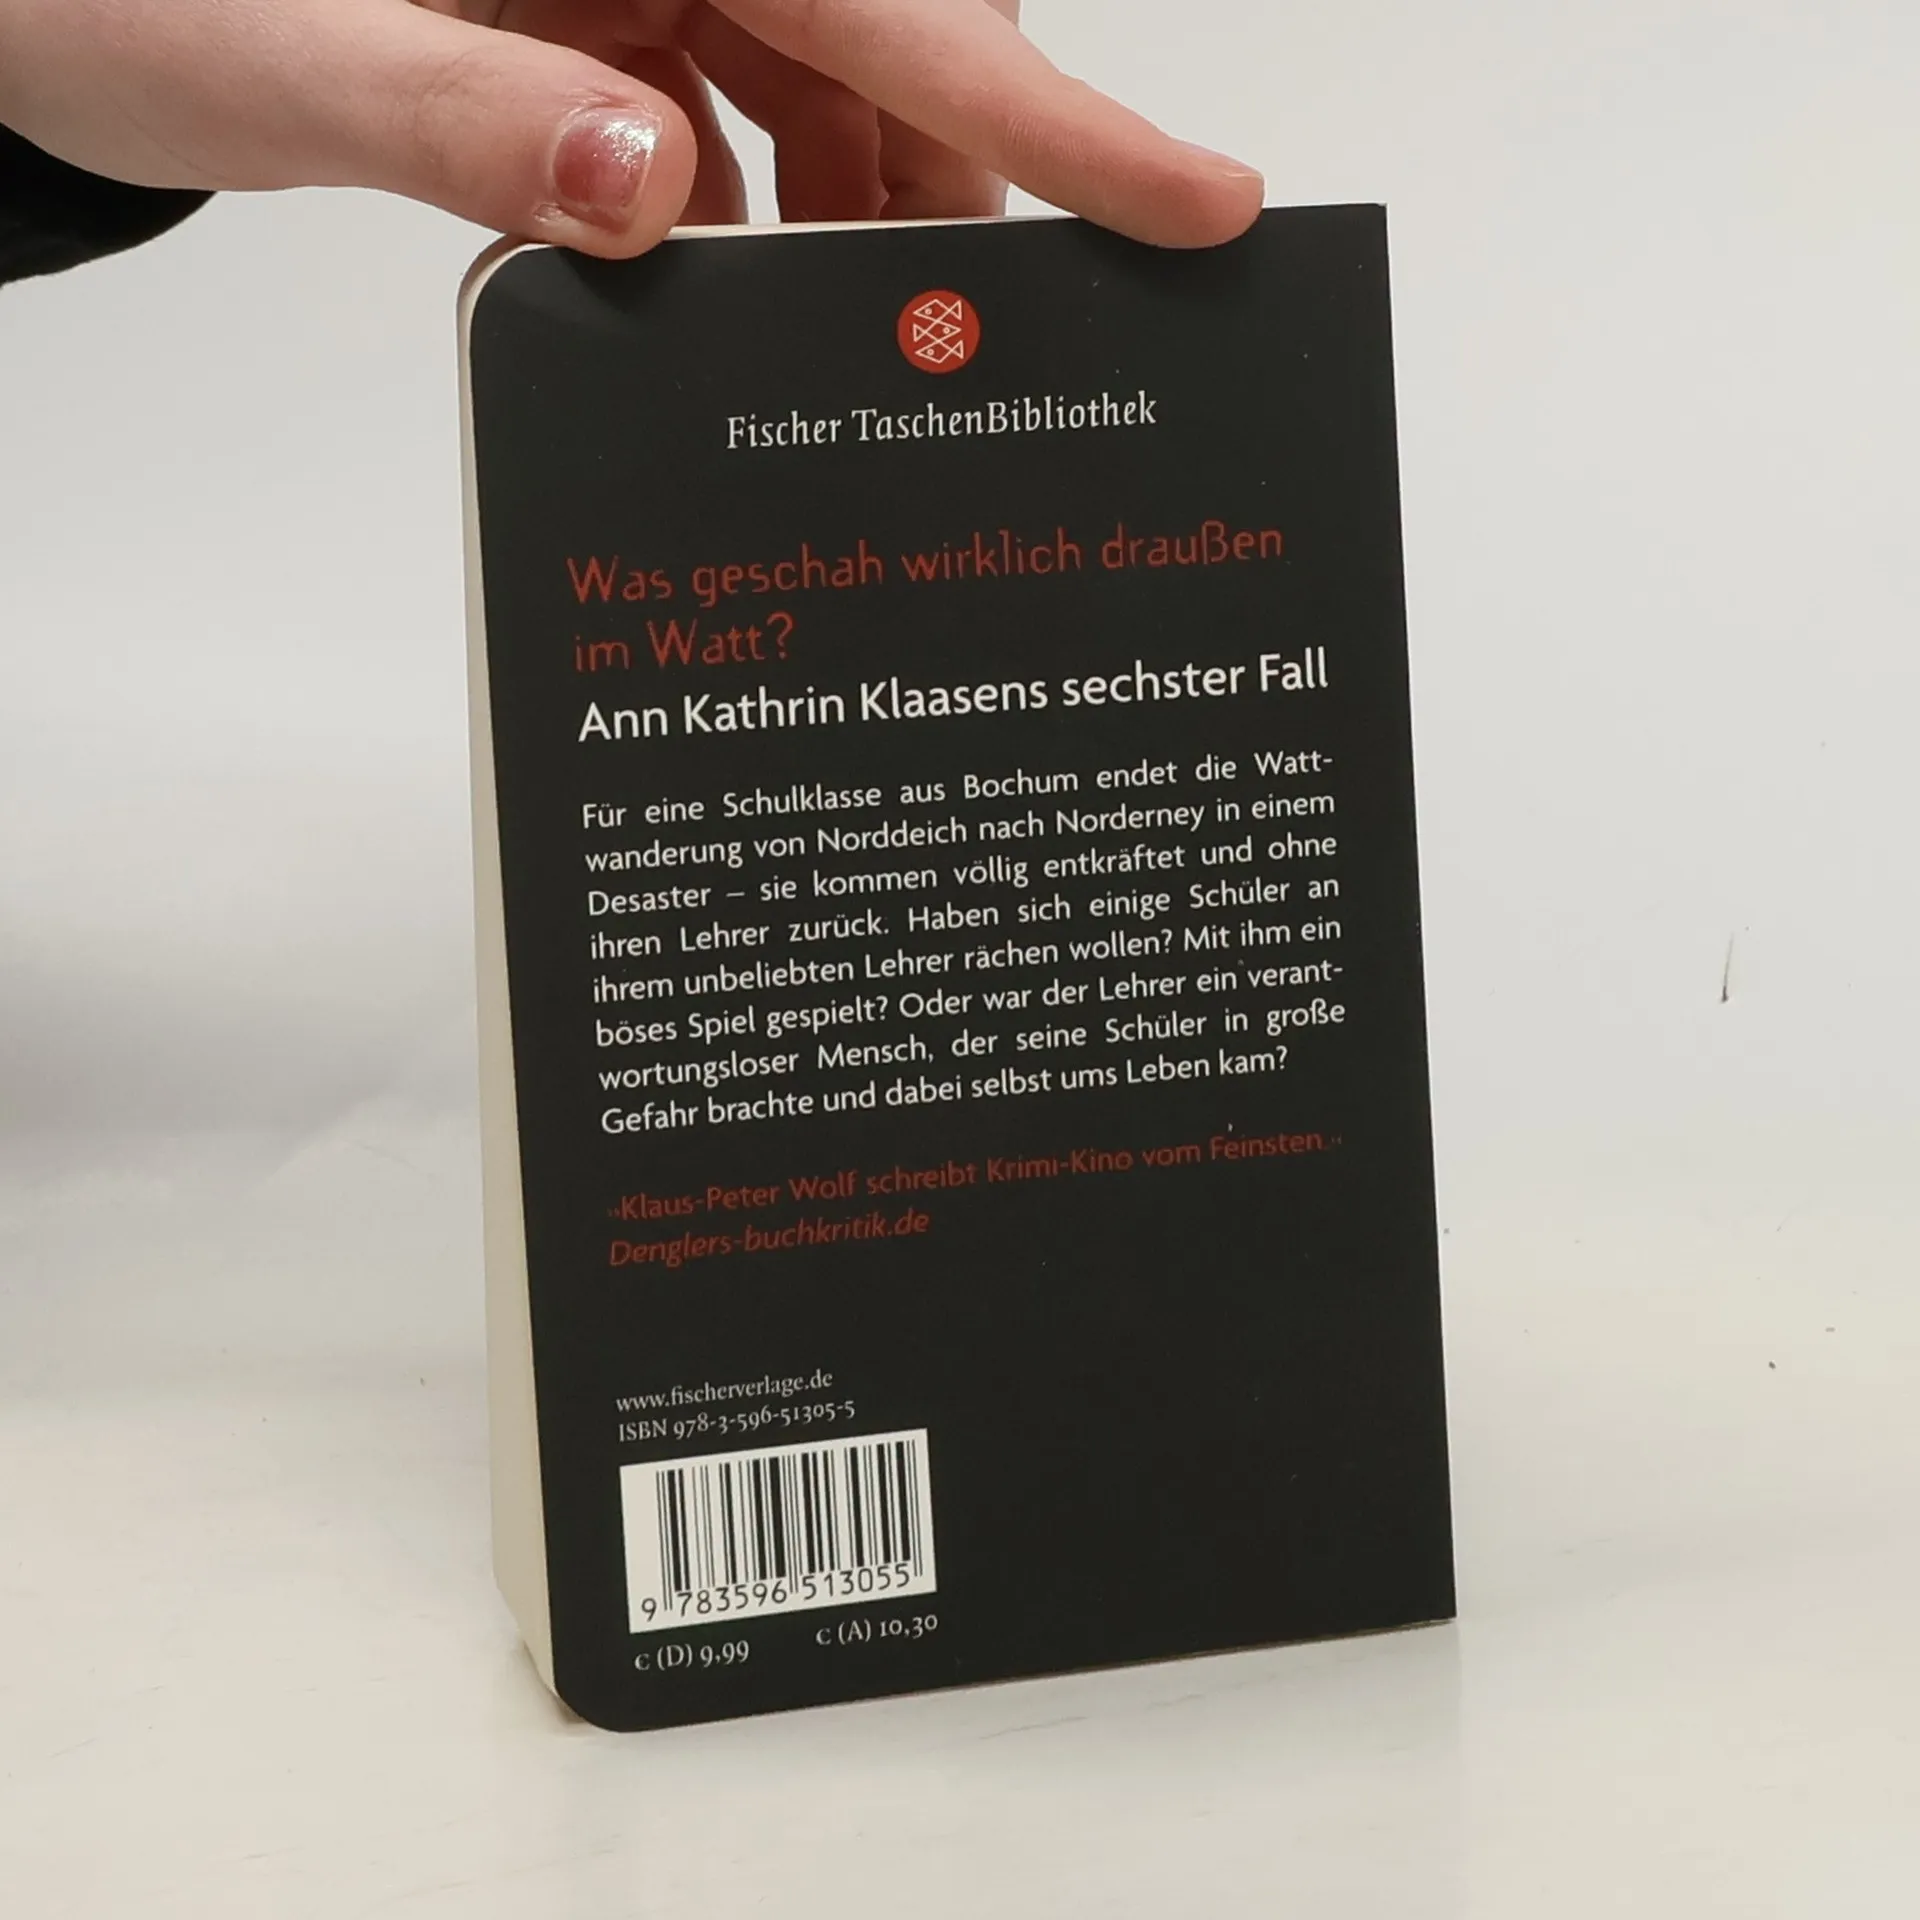 Fischer TaschenBibliothek
Was geschah wirklich draußen
im Watt?
Ann Kathrin Klaasens sechster Fall
Für eine Schulklasse aus Bochum endet die Watt-
wanderung von Norddeich nach Norderney in einem
Desaster – sie kommen völlig entkräftet und ohne
ihren Lehrer zurück. Haben sich einige Schüler an
ihrem unbeliebten Lehrer rächen wollen? Mit ihm ein
böses Spiel gespielt? Oder war der Lehrer ein verant-
wortungsloser Mensch, der seine Schüler in große
Gefahr brachte und dabei selbst ums Leben kam?
»Klaus-Peter Wolf schreibt Krimi-Kino vom Feinsten.«
Denglers-buchkritik.de
www.fischerverlage.de
ISBN 978-3-596-51305-5
9 783596 513055
€ (D) 9,99 € (A) 10,30